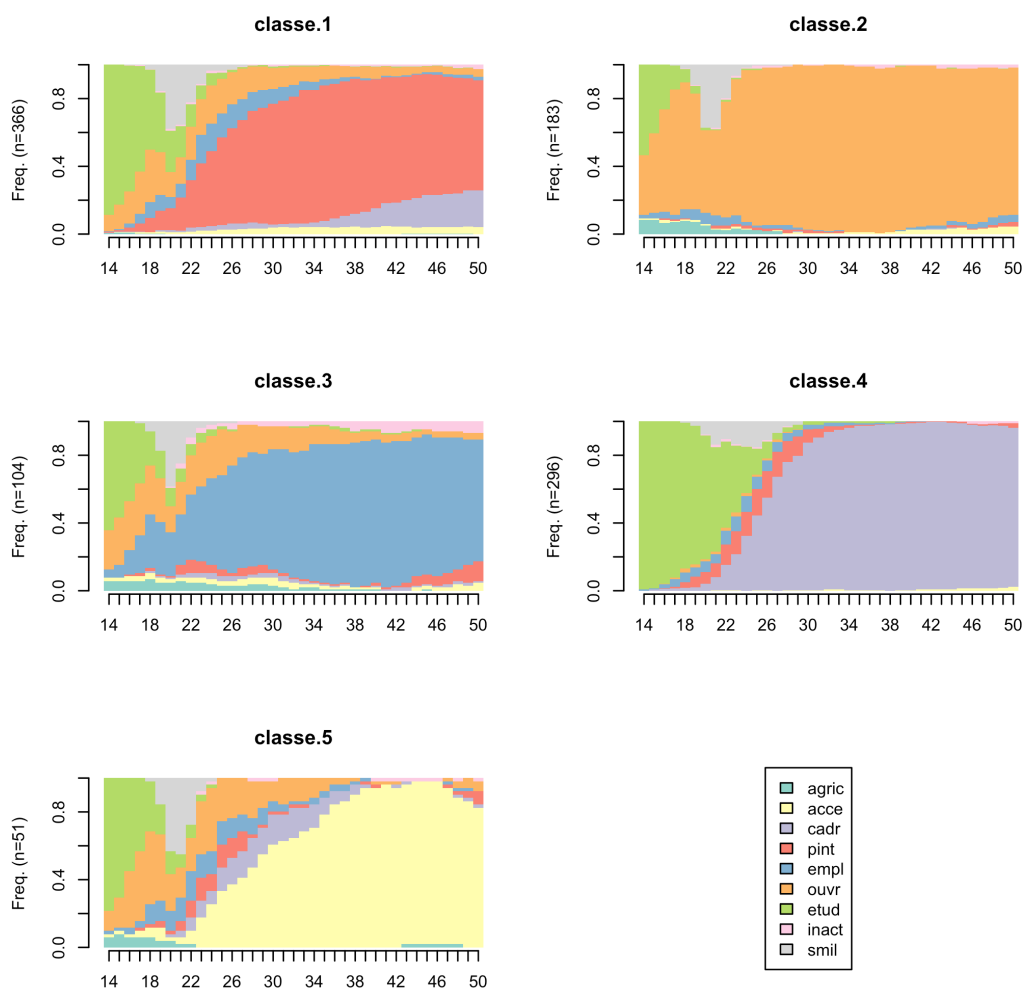 classe.1
Freq. (n=366)
0.0 0.4 0.8
14 18 22 26 30 34 38 42 46 50
classe.2
Freq. (n=183)
0.0 0.4 0.8
14 18 22 26 30 34 38 42 46 50
classe.3
Freq. (n=104)
0.0 0.4 0.8
14 18 22 26 30 34 38 42 46 50
classe.4
Freq. (n=296)
0.0 0.4 0.8
14 18 22 26 30 34 38 42 46 50
classe.5
Freq. (n=51)
0.0 0.4 0.8
14 18 22 26 30 34 38 42 46 50
agric
acce
cadr
pint
empl
ouvr
etud
inact
smil